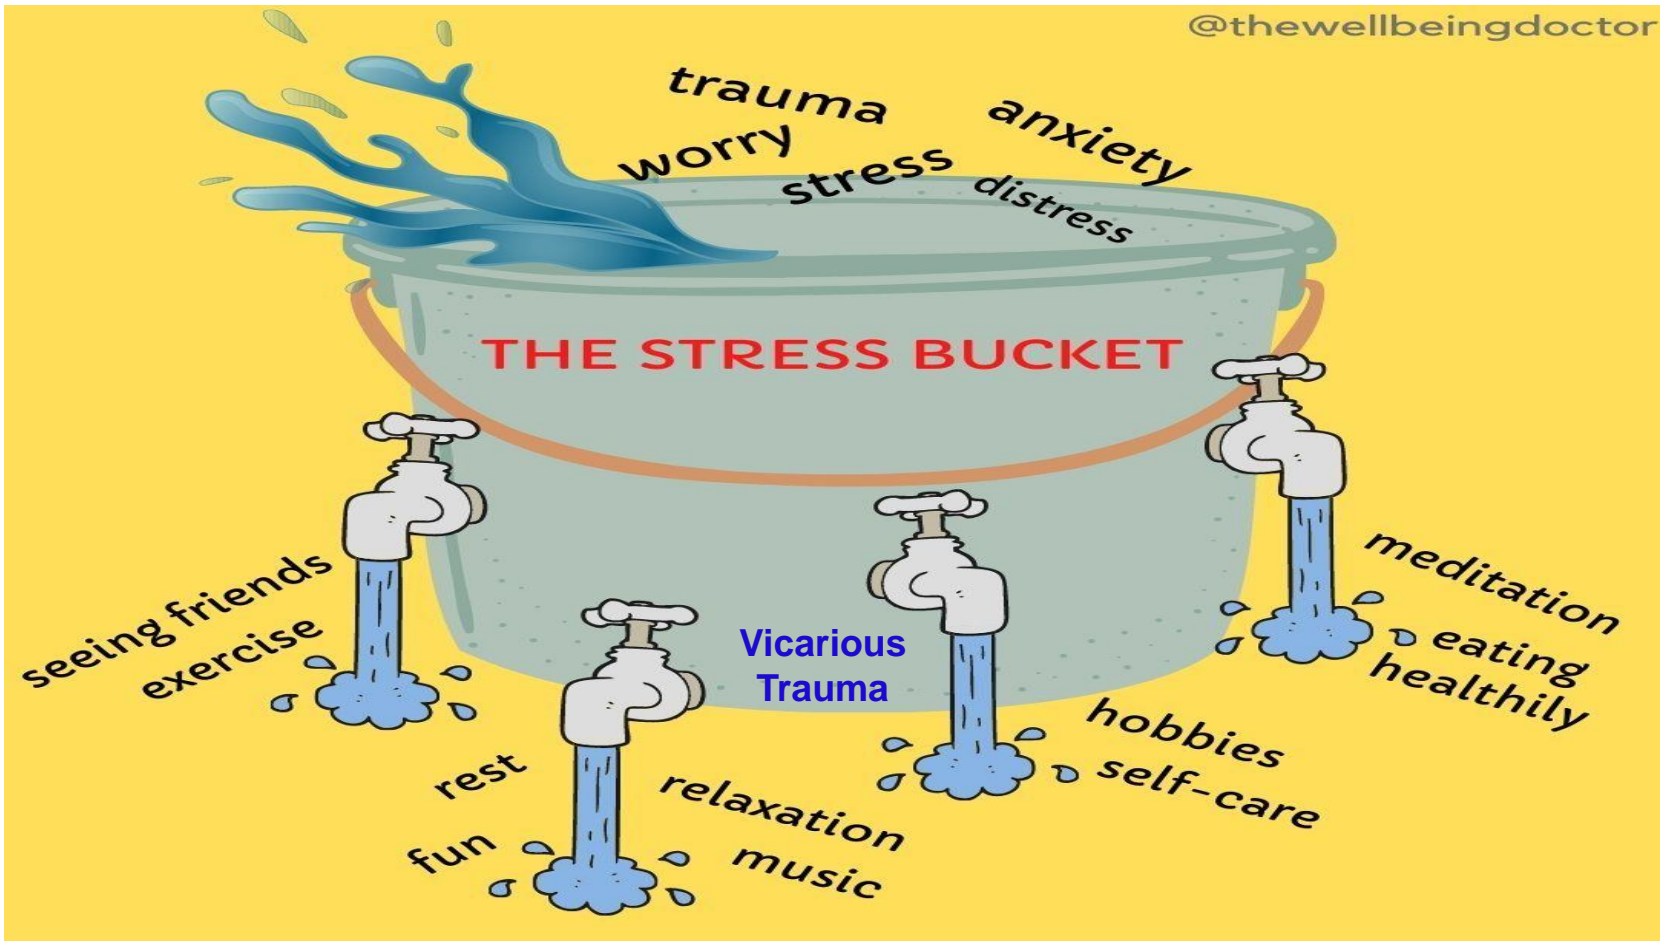 @thewellbeingdoctor
trauma
anxiety
worry
stress
distress
THE STRESS BUCKET
seeing friends
exercise
meditation
eating
healthily
Vicarious
Trauma
hobbies
self-care
rest
relaxation
fun
music